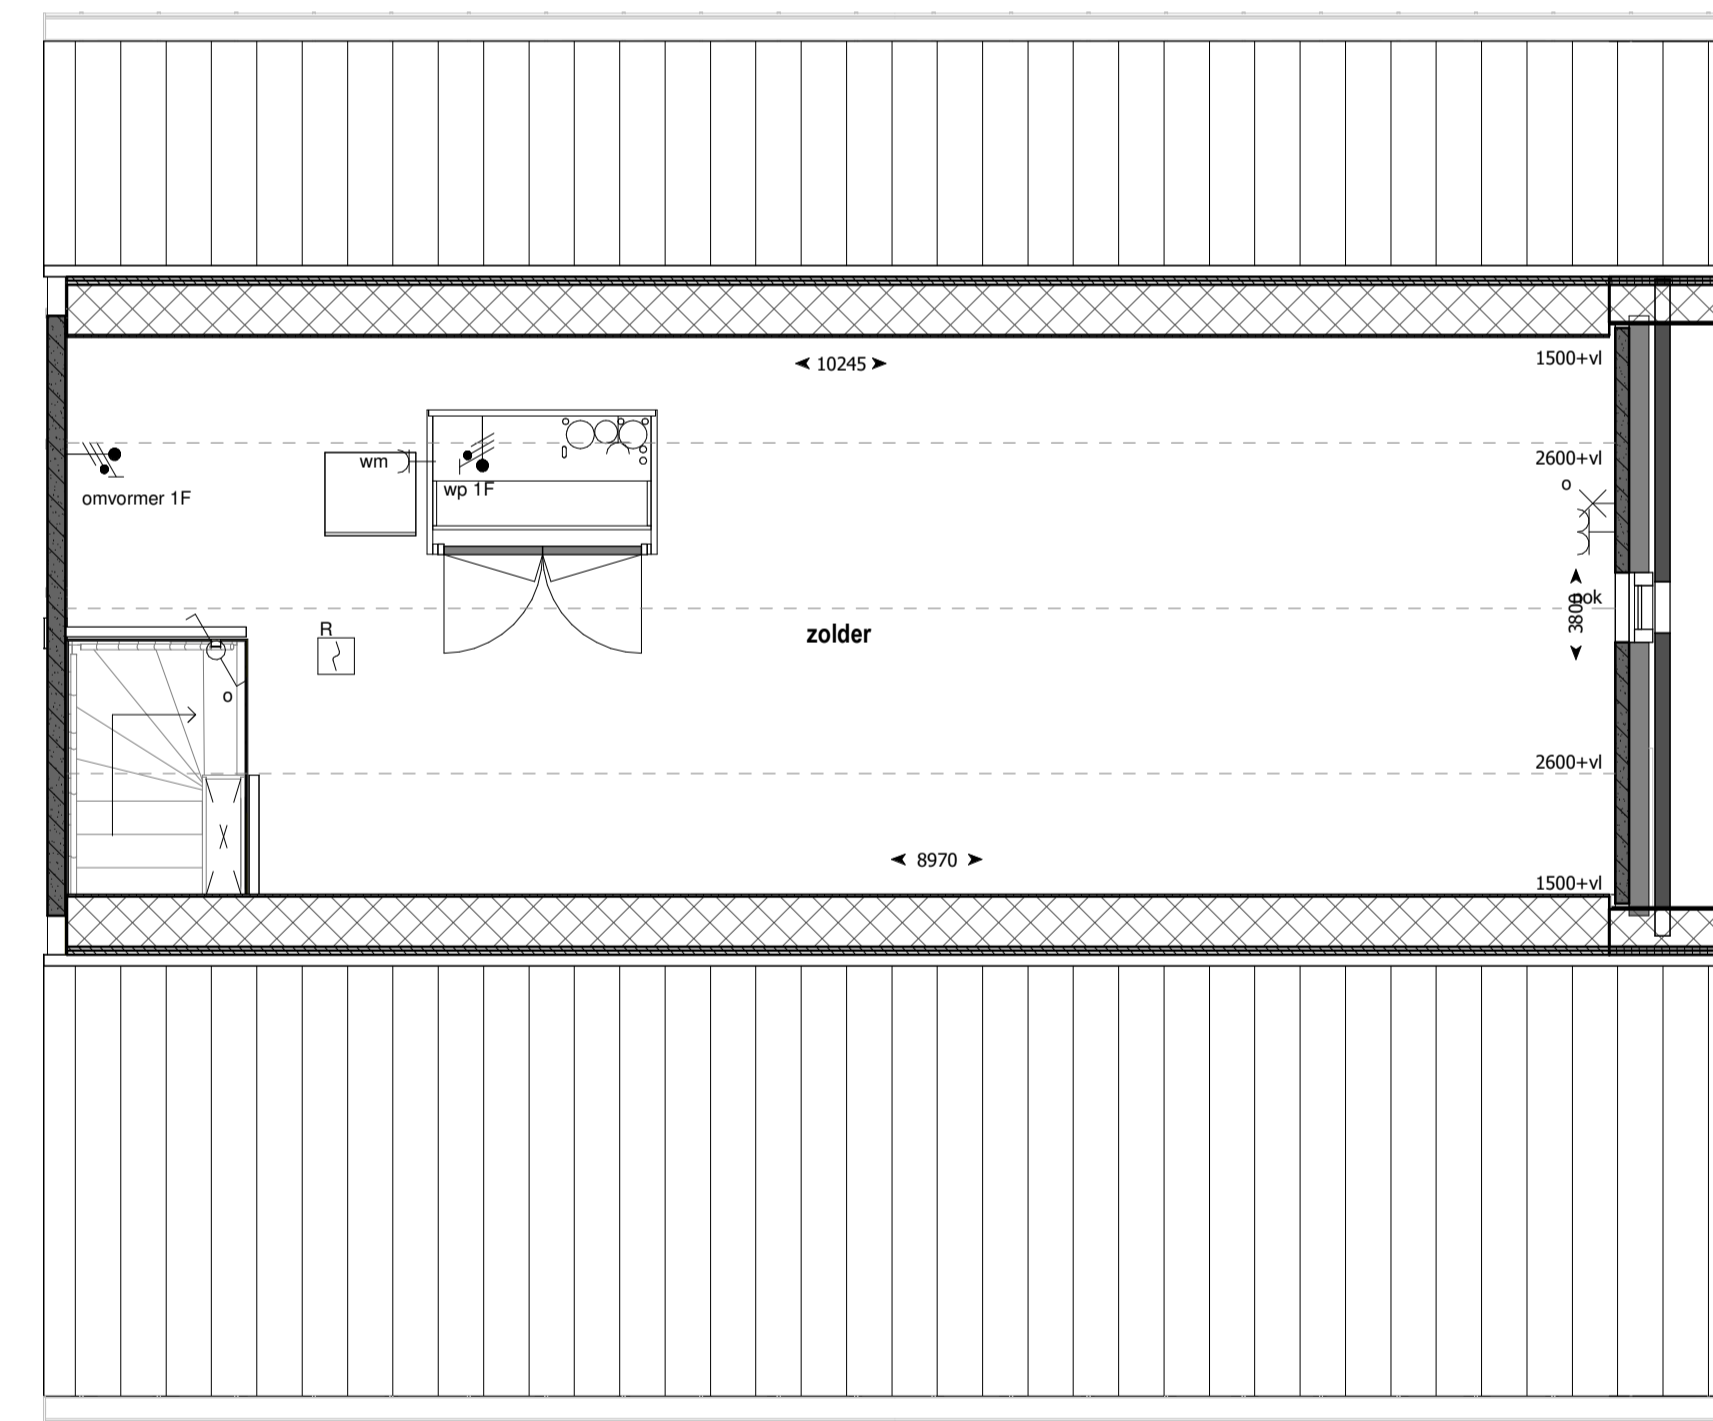 10245
1500+vl
2600+vl
wm
wp 1F
omvormer 1F
o
nok
3800
R
zolder
o
2600+vl
8970
1500+vl